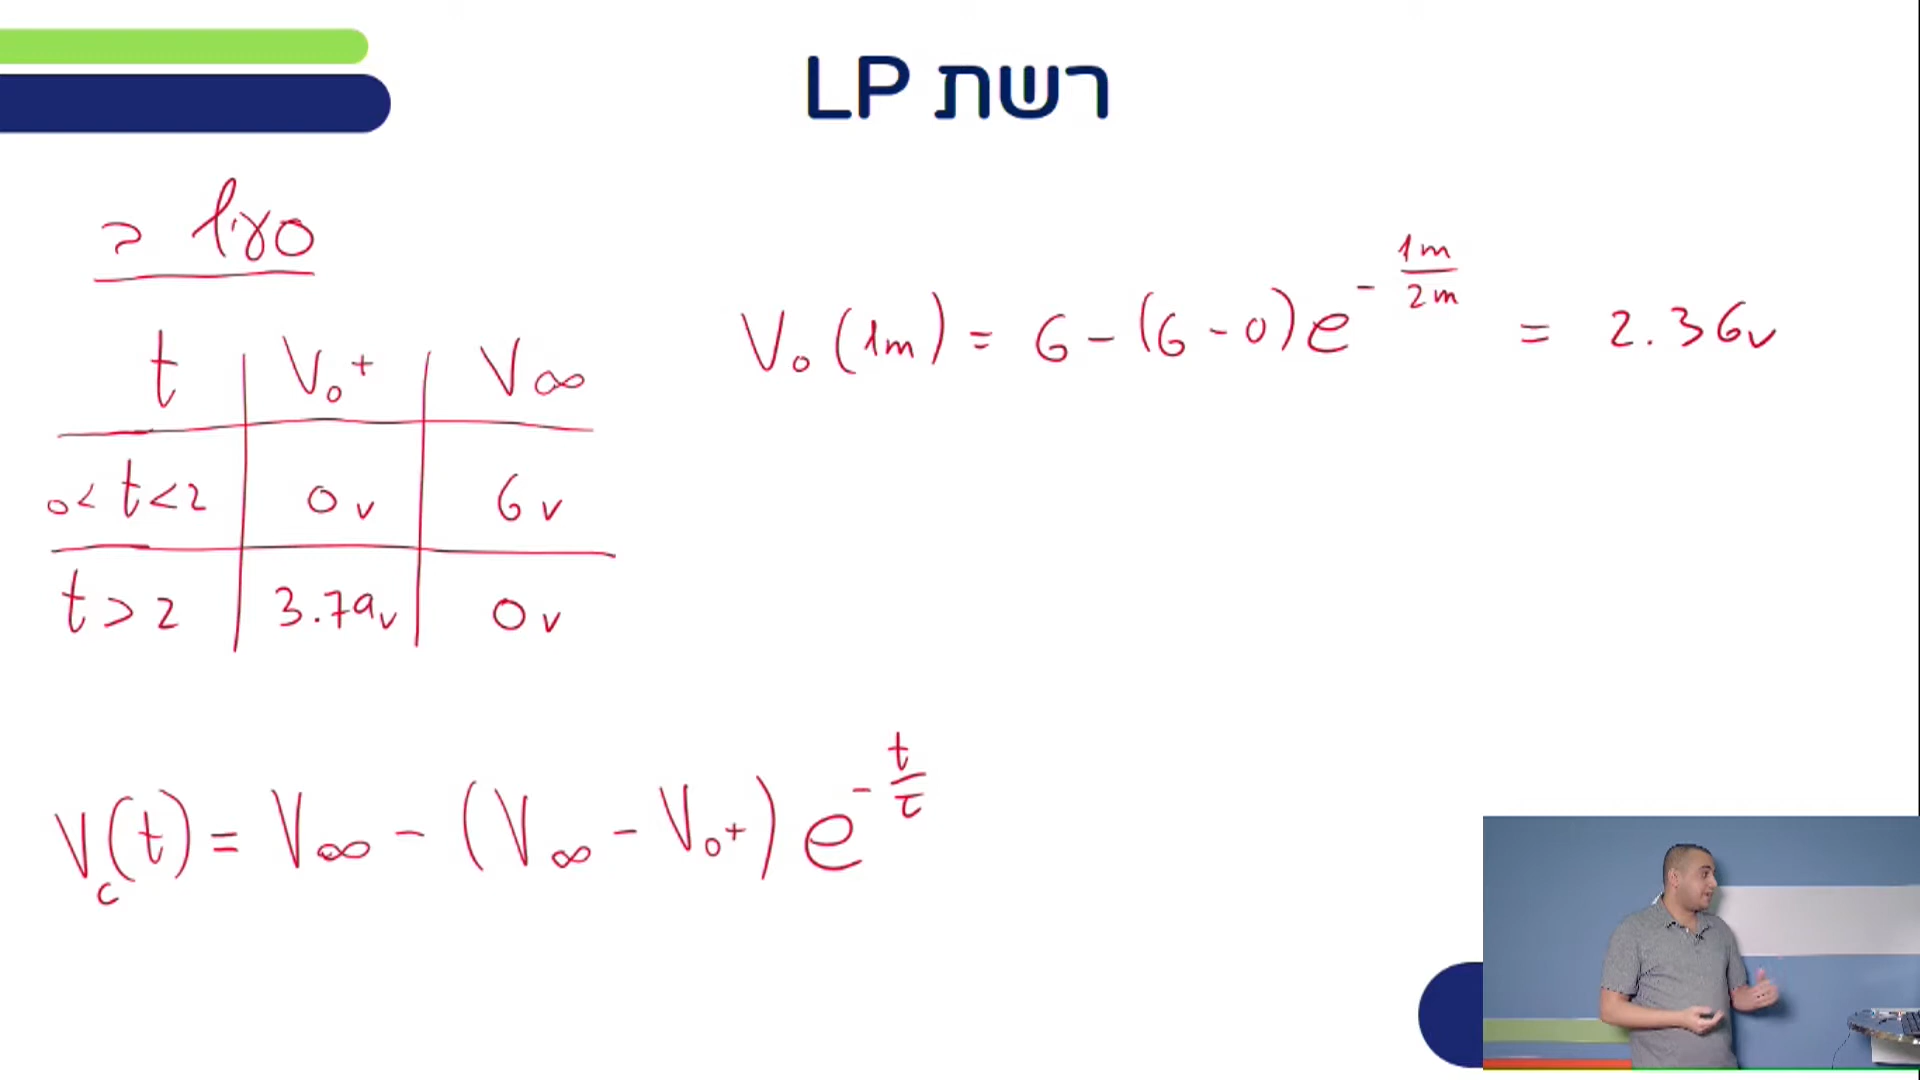 רשת LP
סעיף ב
t | V₀⁺ | V∞
0 < t < 2 | 0v | 6v
t > 2 | 3.79v | 0v
V₀(1m) = 6 - (6 - 0)e^(-1m/2m) = 2.36v
Vc(t) = V∞ - (V∞ - V₀⁺)e^(-t/τ)